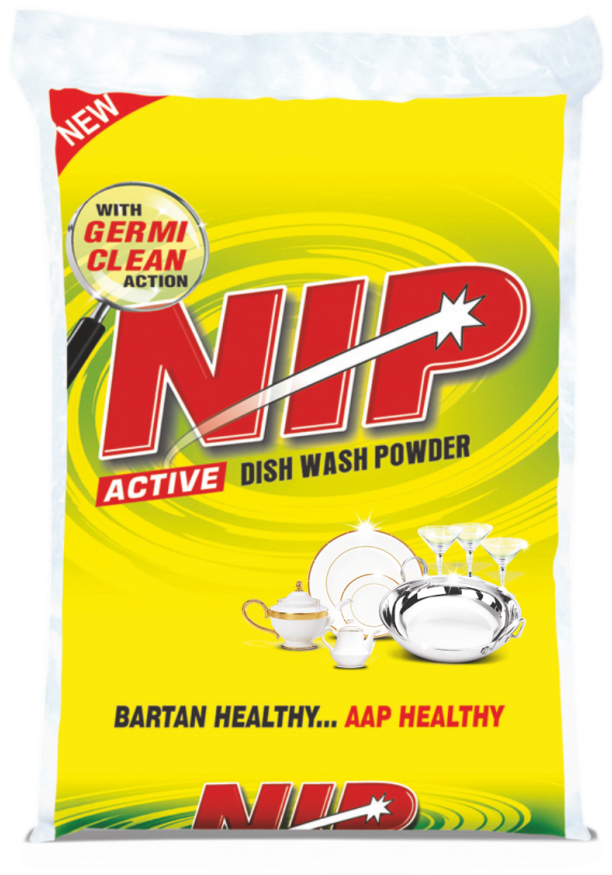 NEW
WITH
GERMI
CLEAN
ACTION
NIP
ACTIVE DISH WASH POWDER
BARTAN HEALTHY... AAP HEALTHY
NIP